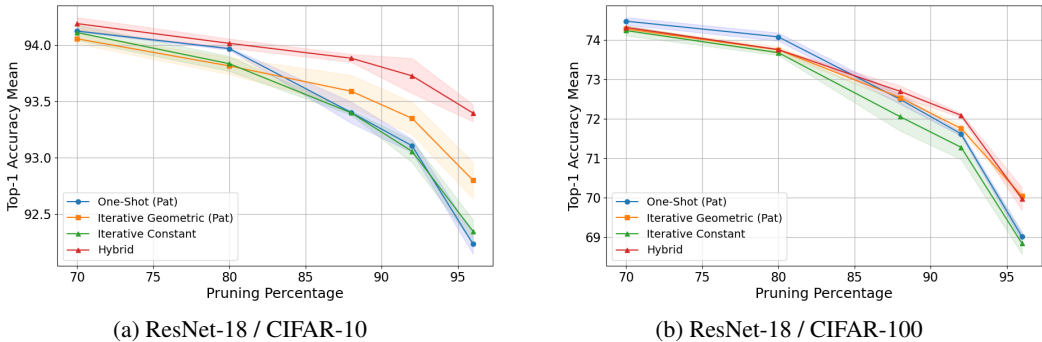 Top-1 Accuracy Mean
94.0
93.5
93.0
92.5
One-Shot (Pat)
Iterative Geometric (Pat)
Iterative Constant
Hybrid
70 75 80 85 90 95
Pruning Percentage
(a) ResNet-18 / CIFAR-10
Top-1 Accuracy Mean
74
73
72
71
70
69
One-Shot (Pat)
Iterative Geometric (Pat)
Iterative Constant
Hybrid
70 75 80 85 90 95
Pruning Percentage
(b) ResNet-18 / CIFAR-100